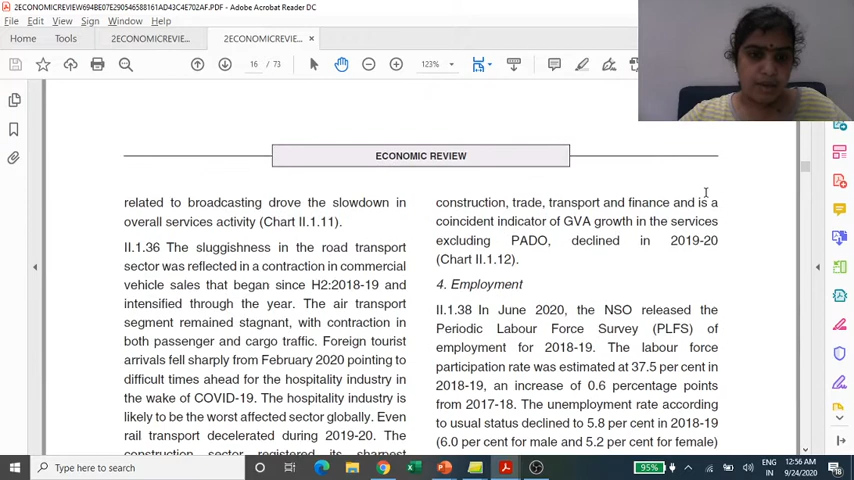 2ECONOMICREVIEW694BE07E29046588161AD43C4E702AF.PDF - Adobe Acrobat Reader DC
File Edit View Sign Window Help
Home Tools 2ECONOMICREVIE... 2ECONOMICREVIE... ×
16 / 73 123%
ECONOMIC REVIEW
related to broadcasting drove the slowdown in
overall services activity (Chart II.1.11).
II.1.36 The sluggishness in the road transport
sector was reflected in a contraction in commercial
vehicle sales that began since H2:2018-19 and
intensified through the year. The air transport
segment remained stagnant, with contraction in
both passenger and cargo traffic. Foreign tourist
arrivals fell sharply from February 2020 pointing to
difficult times ahead for the hospitality industry in
the wake of COVID-19. The hospitality industry is
likely to be the worst affected sector globally. Even
rail transport decelerated during 2019-20. The
construction sector registered its sharpest
construction, trade, transport and finance and is a
coincident indicator of GVA growth in the services
excluding PADO, declined in 2019-20
(Chart II.1.12).
4. Employment
II.1.38 In June 2020, the NSO released the
Periodic Labour Force Survey (PLFS) of
employment for 2018-19. The labour force
participation rate was estimated at 37.5 per cent in
2018-19, an increase of 0.6 percentage points
from 2017-18. The unemployment rate according
to usual status declined to 5.8 per cent in 2018-19
(6.0 per cent for male and 5.2 per cent for female)
Type here to search
95%
ENG
IN
12:56 AM
9/24/2020
18